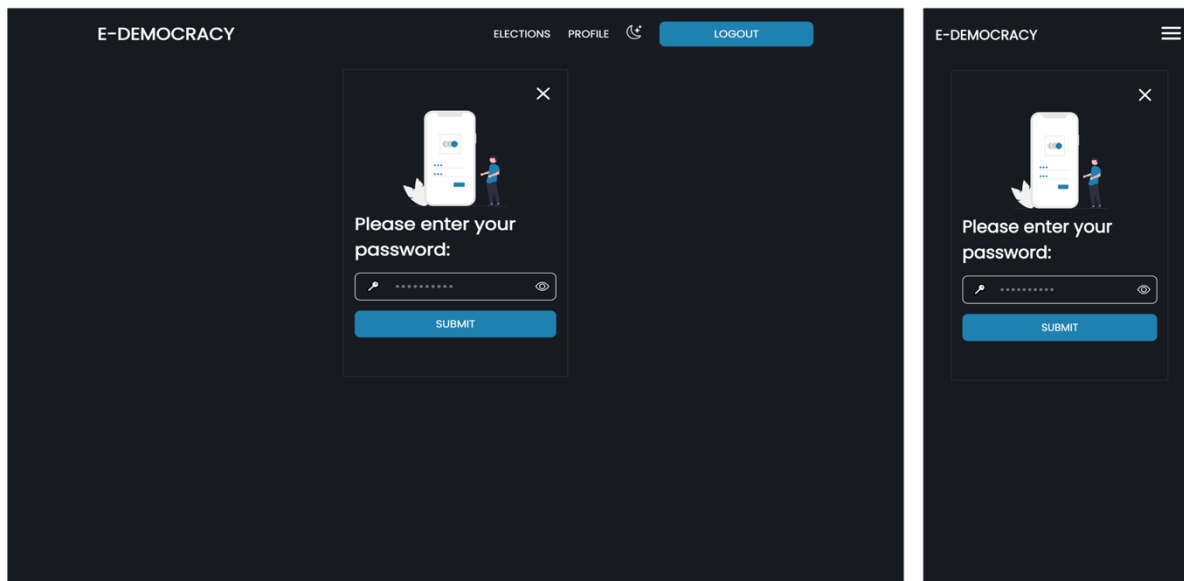 E-DEMOCRACY
ELECTIONS PROFILE LOGOUT
Please enter your
password:
SUBMIT
E-DEMOCRACY
Please enter your
password:
SUBMIT